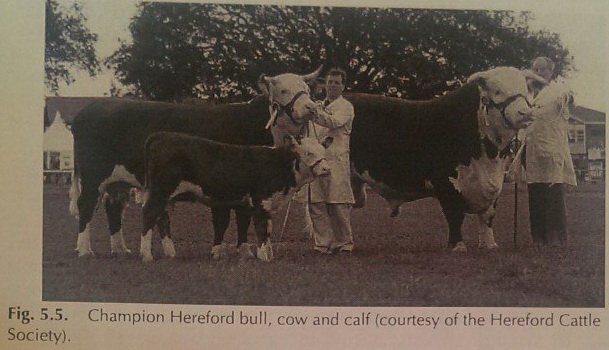 Fig. 5.5. Champion Hereford bull, cow and calf (courtesy of the Hereford Cattle
Society).